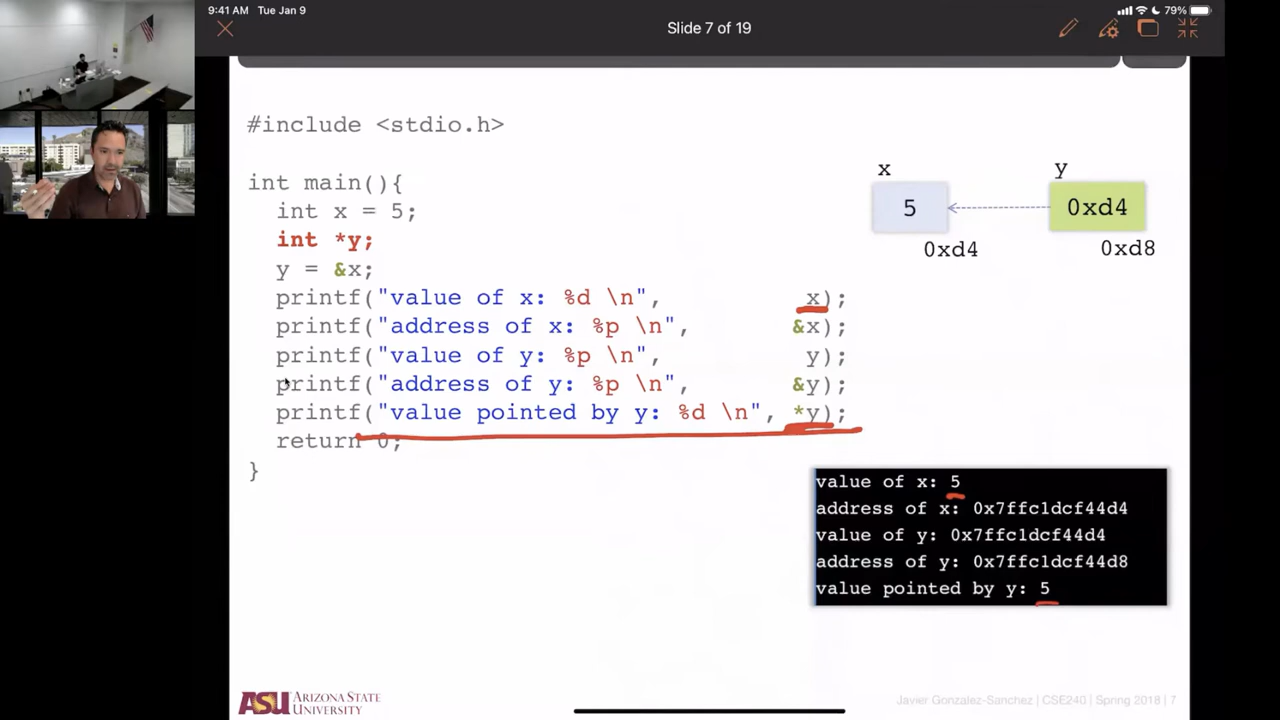 9:41 AM Tue Jan 9
79%
Slide 7 of 19
#include <stdio.h>
int main(){
int x = 5;
int *y;
y = &x;
printf("value of x: %d \n", x);
printf("address of x: %p \n", &x);
printf("value of y: %p \n", y);
printf("address of y: %p \n", &y);
printf("value pointed by y: %d \n", *y);
return 0;
}
x y
5 0xd4
0xd4 0xd8
value of x: 5
address of x: 0x7ffc1dcf44d4
value of y: 0x7ffc1dcf44d4
address of y: 0x7ffc1dcf44d8
value pointed by y: 5
ASU ARIZONA STATE
UNIVERSITY
Javier Gonzalez-Sanchez | CSE240 | Spring 2018 | 7